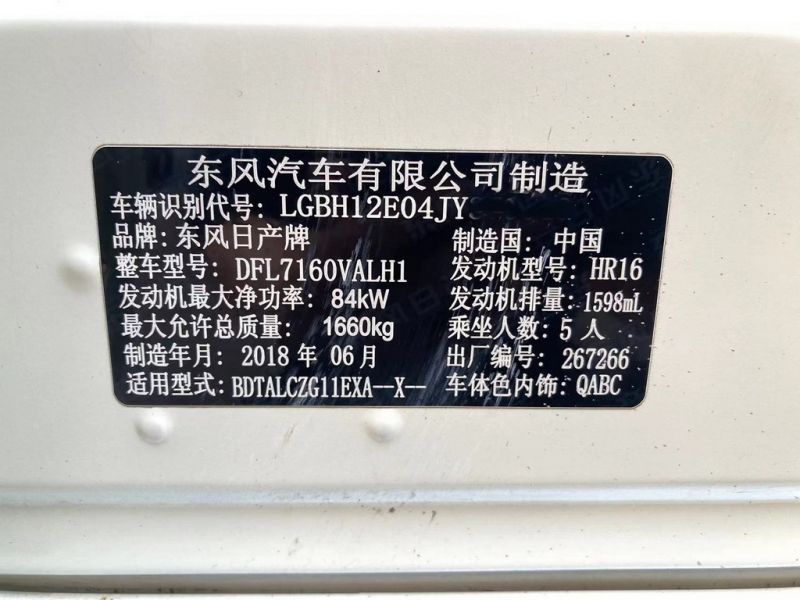 东风汽车有限公司制造
车辆识别代号: LGBH12E04JY
品牌: 东风日产牌 制造国: 中国
整车型号: DFL7160VALH1 发动机型号: HR16
发动机最大净功率: 84kW 发动机排量: 1598mL
最大允许总质量: 1660kg 乘坐人数: 5 人
制造年月: 2018 年 06 月 出厂编号: 267266
适用型式: BDTALCZG11EXA--X-- 车体色内饰: QABC